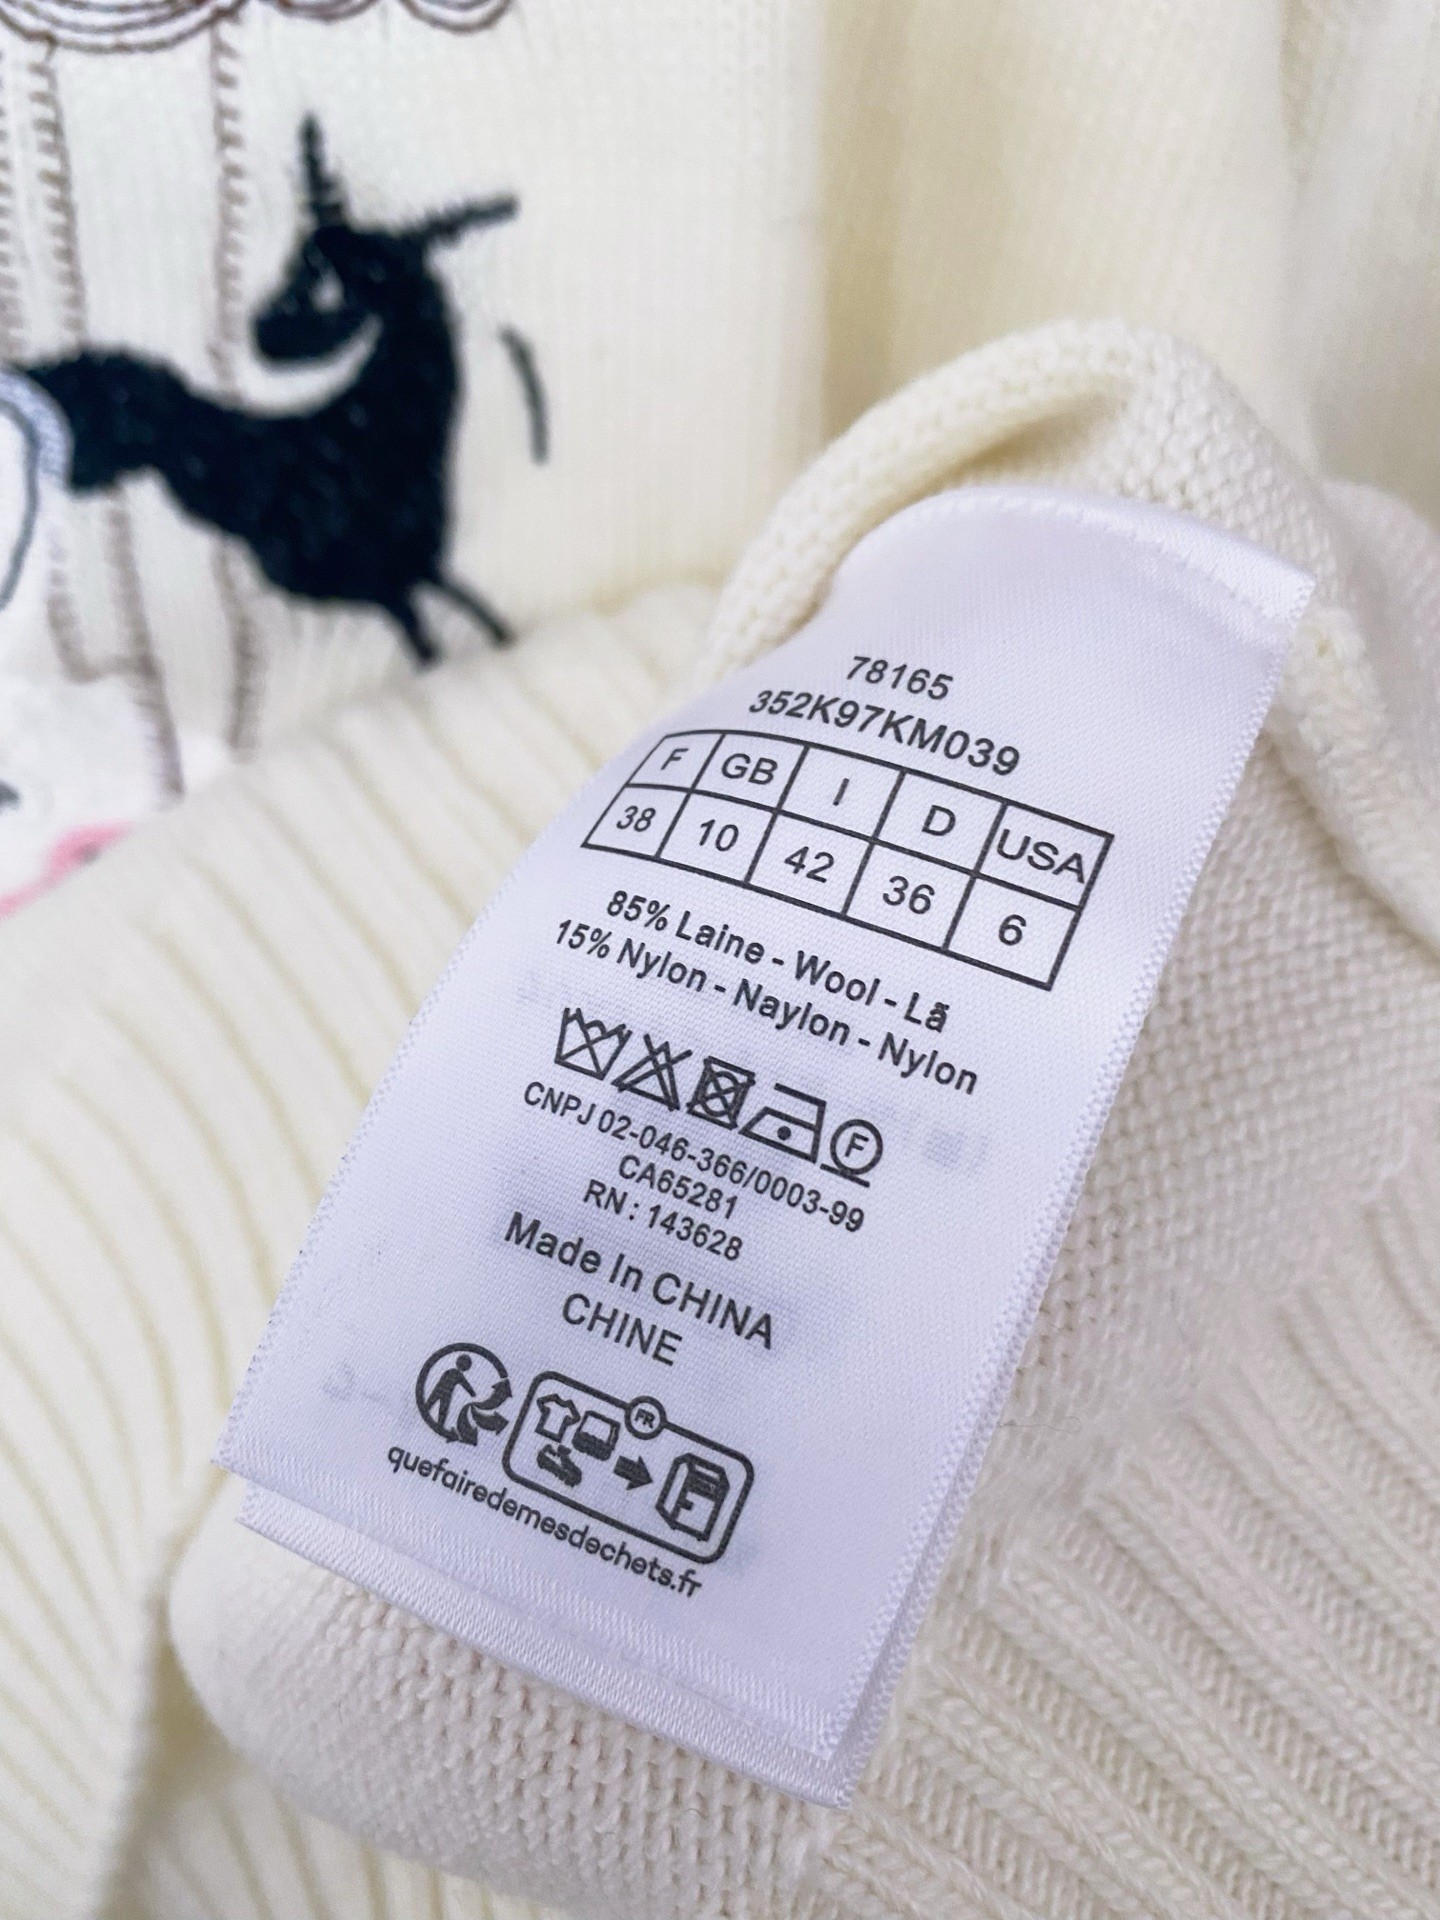 78165
352K97KM039
F GB I D USA
38 10 42 36 6
85% Laine - Wool - Lã
15% Nylon - Naylon - Nylon
F
CNPJ 02-046-366/0003-99
CA65281
RN : 143628
Made In CHINA
CHINE
FR
quefairedemesdechets.fr